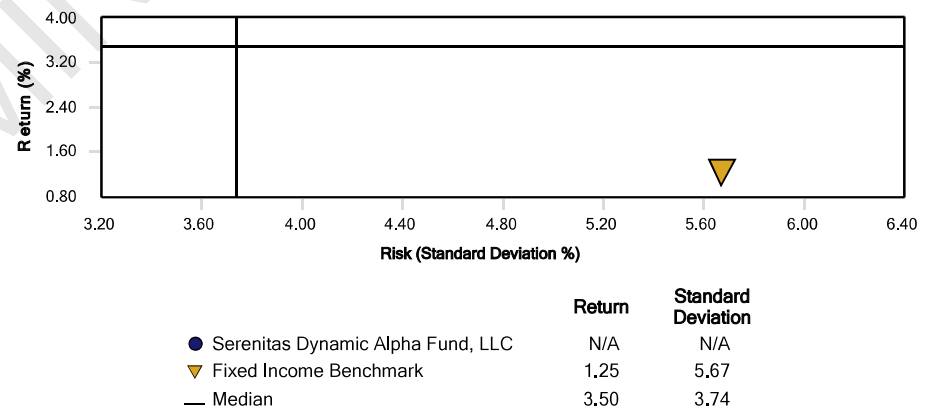 4.00
3.20
2.40
1.60
0.80
Return (%)
3.20 3.60 4.00 4.40 4.80 5.20 5.60 6.00 6.40
Risk (Standard Deviation %)
Return Standard Deviation
Serenitas Dynamic Alpha Fund, LLC N/A N/A
Fixed Income Benchmark 1.25 5.67
Median 3.50 3.74